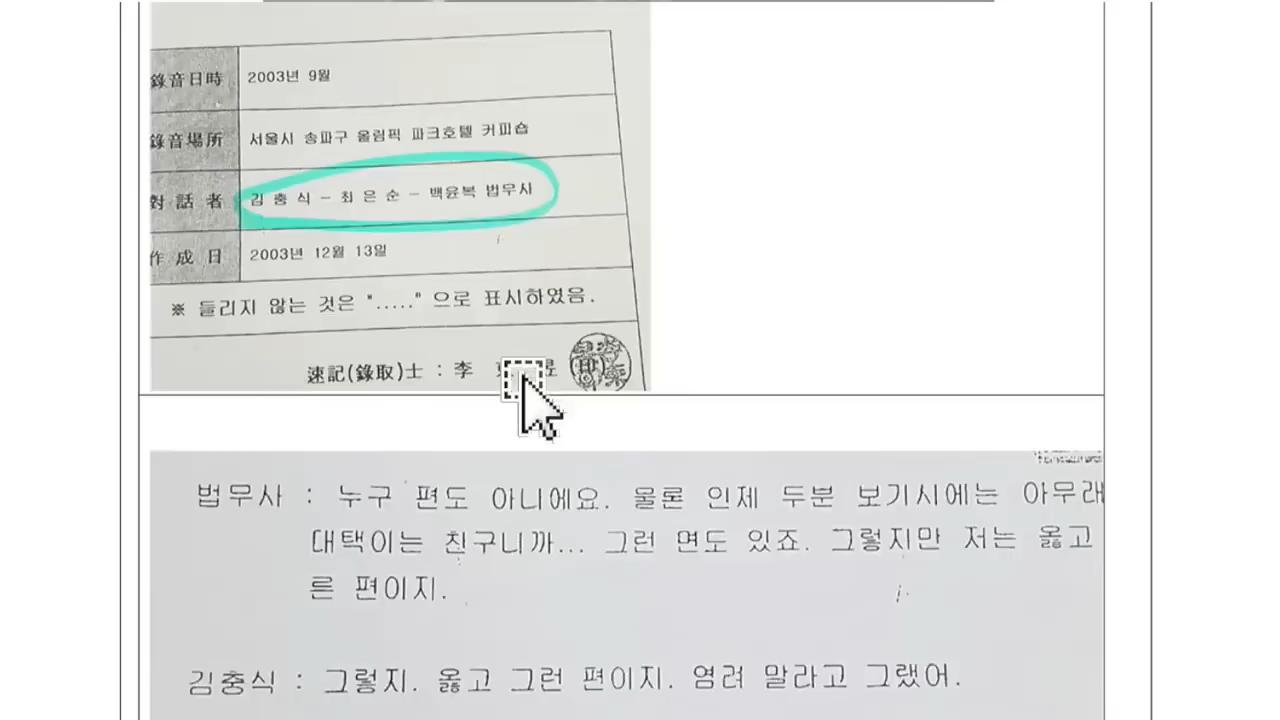 錄音日時 2003년 9월
錄音場所 서울시 송파구 올림픽 파크호텔 커피숍
對話者 김충식 - 최은순 - 백윤복 법무사
作成日 2003년 12월 13일
※ 들리지 않는 것은 "....." 으로 표시하였음.
速記(錄取)士 : 李 (印)
법무사 : 누구 편도 아니에요. 물론 인제 두분 보기시에는 아무래
대택이는 친구니까... 그런 면도 있죠. 그렇지만 저는 옳고
른 편이지.
김충식 : 그렇지. 옳고 그런 편이지. 염려 말라고 그랬어.